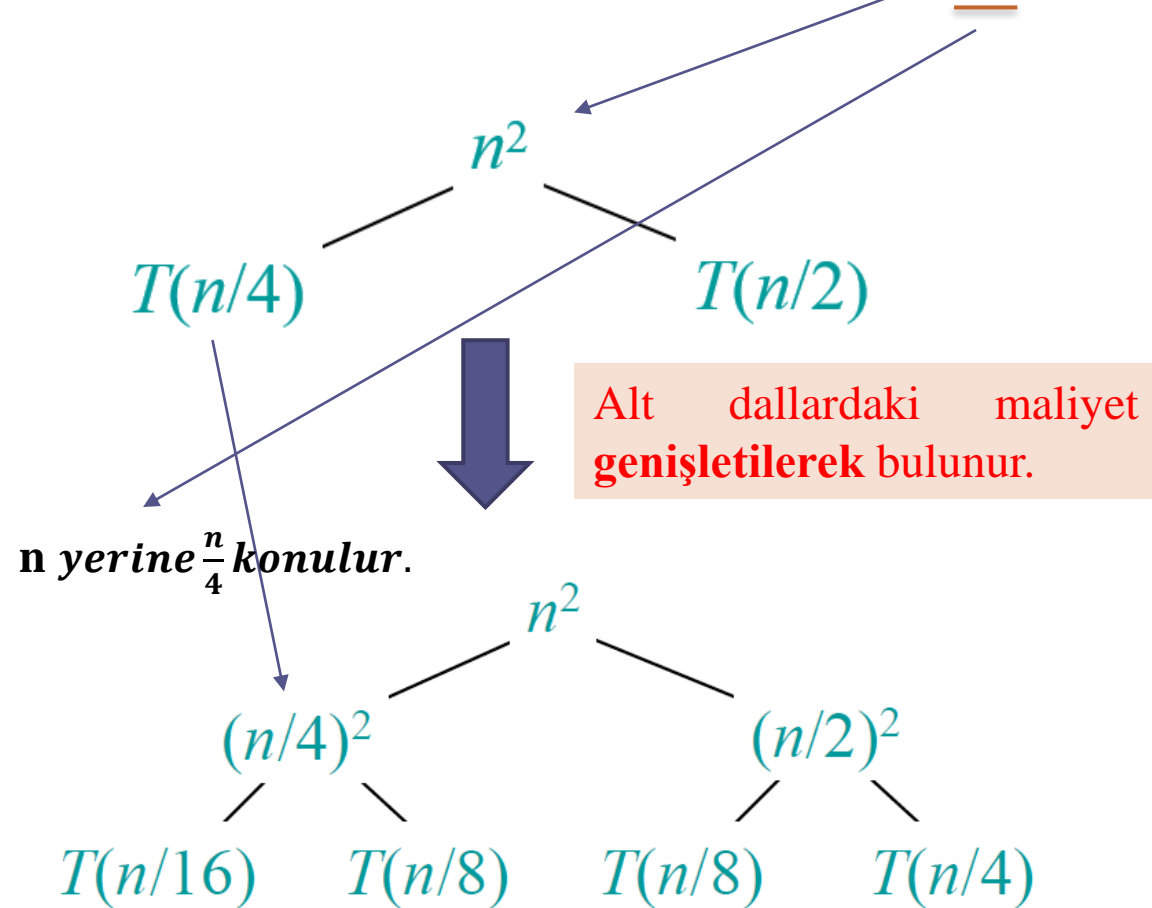 n²
T(n/4) T(n/2)
Alt dallardaki maliyet
genişletilerek bulunur.
n yerine n/4 konulur.
n²
(n/4)² (n/2)²
T(n/16) T(n/8) T(n/8) T(n/4)